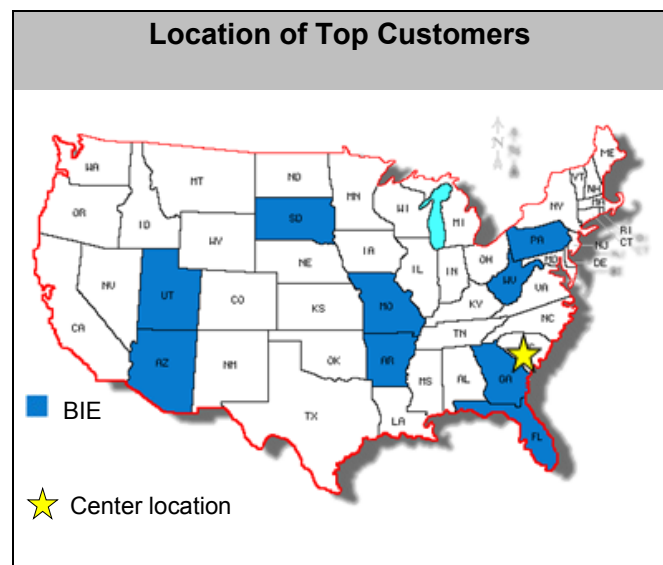 Location of Top Customers
N N
WA
MT
ND
MN
ME
VT
NH
MA
OR
ID
SD
WI
MI
NY
RI
CT
WY
IA
PA
NJ
NV
UT
CO
NE
IL
IN
OH
WV
MD
DE
VA
CA
KS
MO
KY
NC
AZ
NM
OK
AR
TN
TX
LA
MS
AL
GA
FL
BIE
Center location